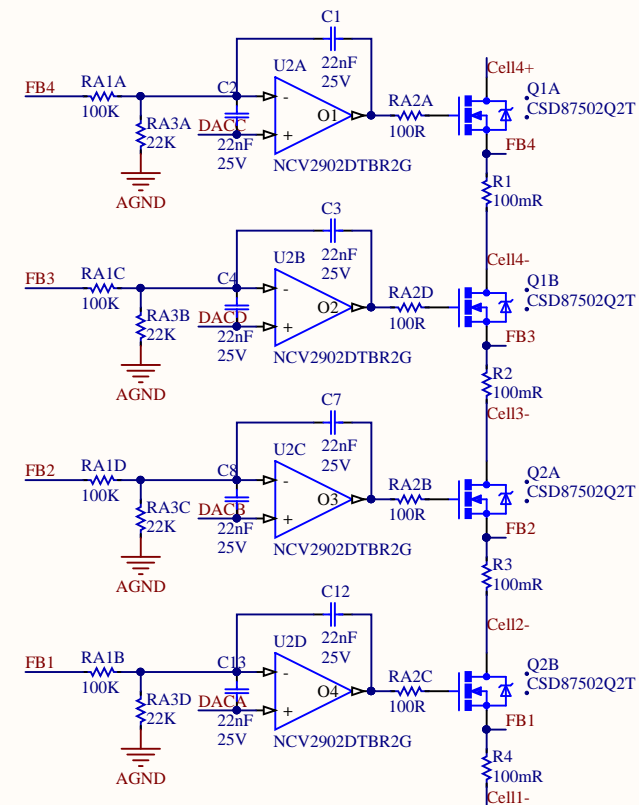 C1
22nF
25V
U2A
Cell4+
FB4
RA1A
100K
C2
-
O1
RA2A
100R
Q1A
CSD87502Q2T
RA3A
22K
DACC
+
22nF
25V
NCV2902DTBR2G
FB4
AGND
R1
100mR
C3
22nF
25V
U2B
Cell4-
FB3
RA1C
100K
C4
-
O2
RA2D
100R
Q1B
CSD87502Q2T
RA3B
22K
DACD
+
22nF
25V
NCV2902DTBR2G
FB3
AGND
R2
100mR
C7
22nF
25V
Cell3-
U2C
FB2
RA1D
100K
C8
-
O3
RA2B
100R
Q2A
CSD87502Q2T
RA3C
22K
DACB
+
22nF
25V
NCV2902DTBR2G
FB2
AGND
R3
100mR
C12
22nF
25V
Cell2-
U2D
FB1
RA1B
100K
C13
-
O4
RA2C
100R
Q2B
CSD87502Q2T
RA3D
22K
DACA
+
22nF
25V
NCV2902DTBR2G
FB1
AGND
R4
100mR
Cell1-